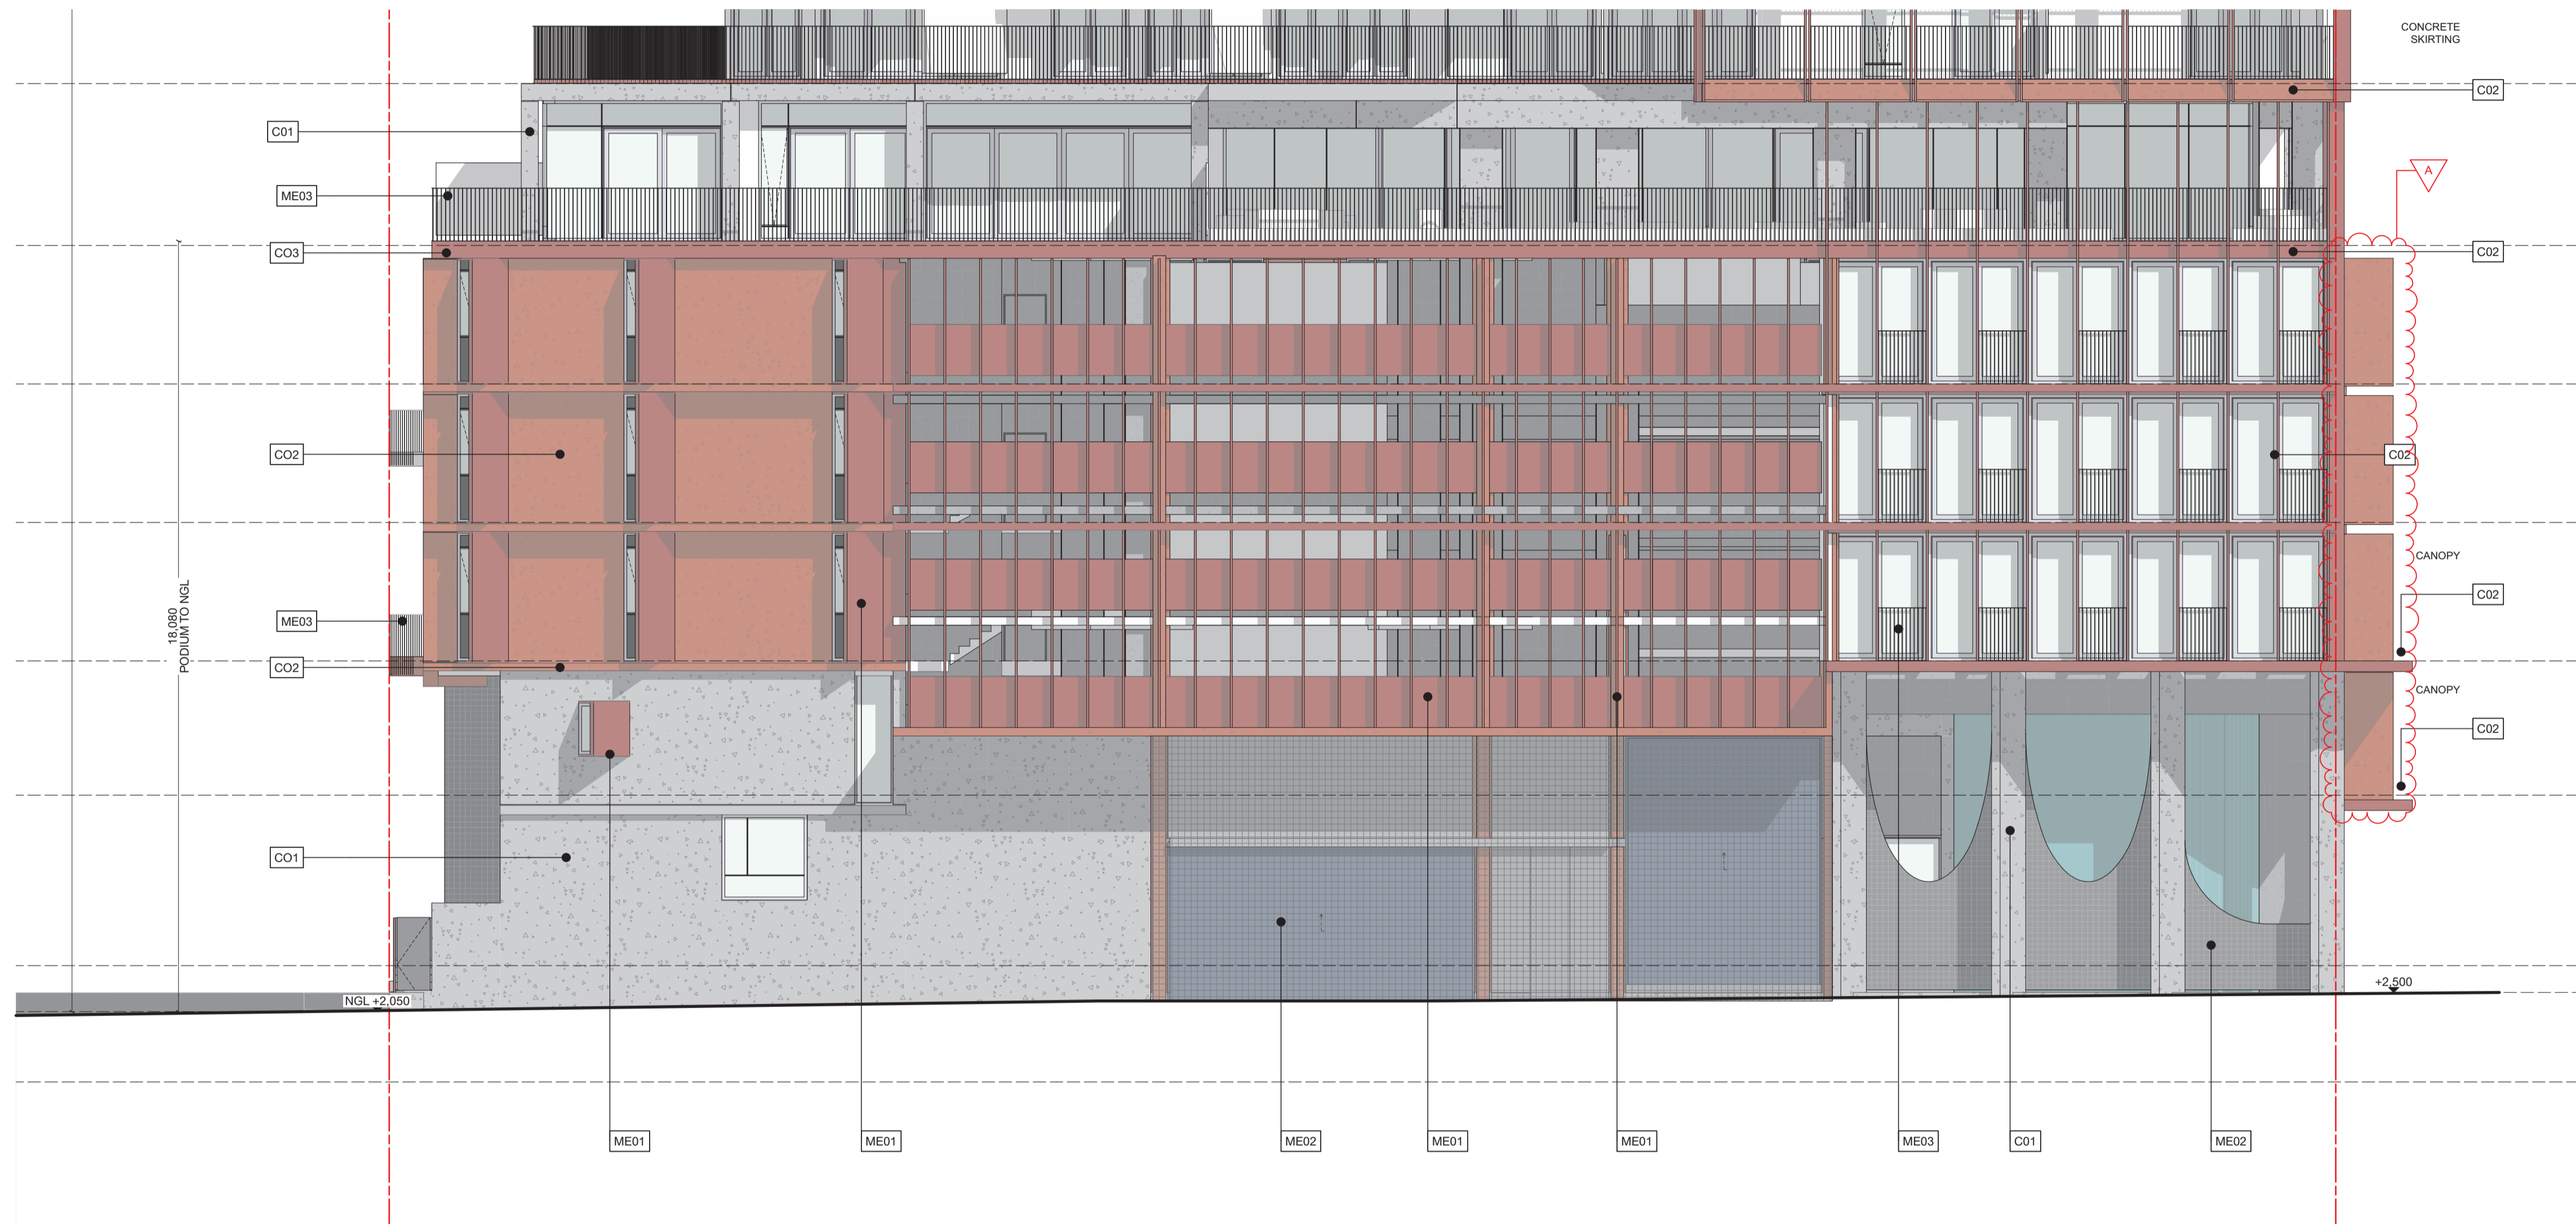 CONCRETE
SKIRTING
C02
C01
A
ME03
CO3
C02
CO2
C02
18,080
PODIUM TO NGL
CANOPY
C02
ME03
CO2
CANOPY
C02
CO1
NGL +2,050
+2,500
ME01
ME01
ME02
ME01
ME01
ME03
C01
ME02